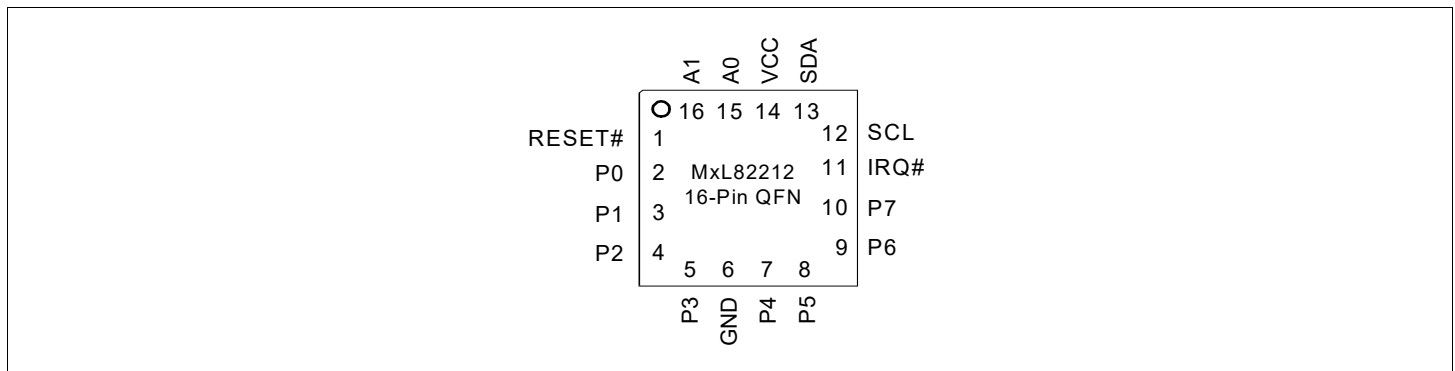 A1 A0 VCC SDA
16 15 14 13
RESET# 1 12 SCL
P0 2 MxL82212 11 IRQ#
16-Pin QFN
P1 3 10 P7
P2 4 9 P6
5 6 7 8
P3 GND P4 P5